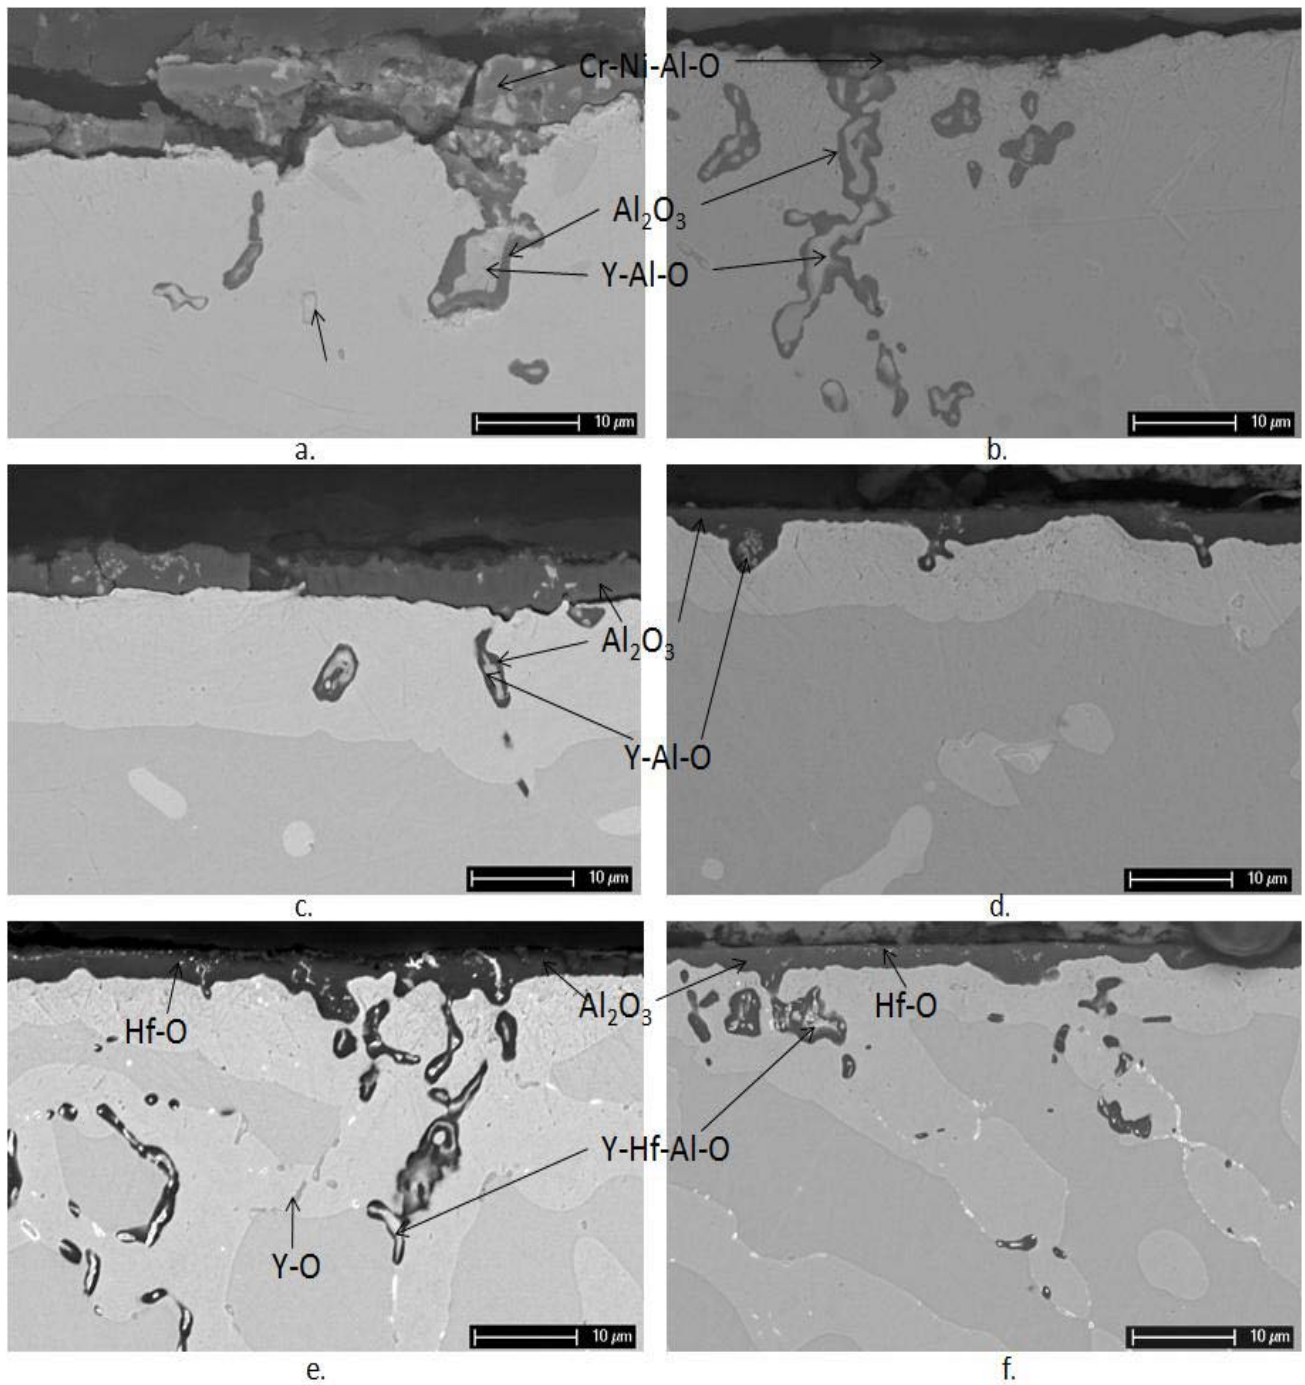 Cr-Ni-Al-O
Al₂O₃
Y-Al-O
10 µm
10 µm
a.
b.
Al₂O₃
Y-Al-O
10 µm
10 µm
c.
d.
Hf-O
Al₂O₃
Hf-O
Y-Hf-Al-O
Y-O
10 µm
10 µm
e.
f.